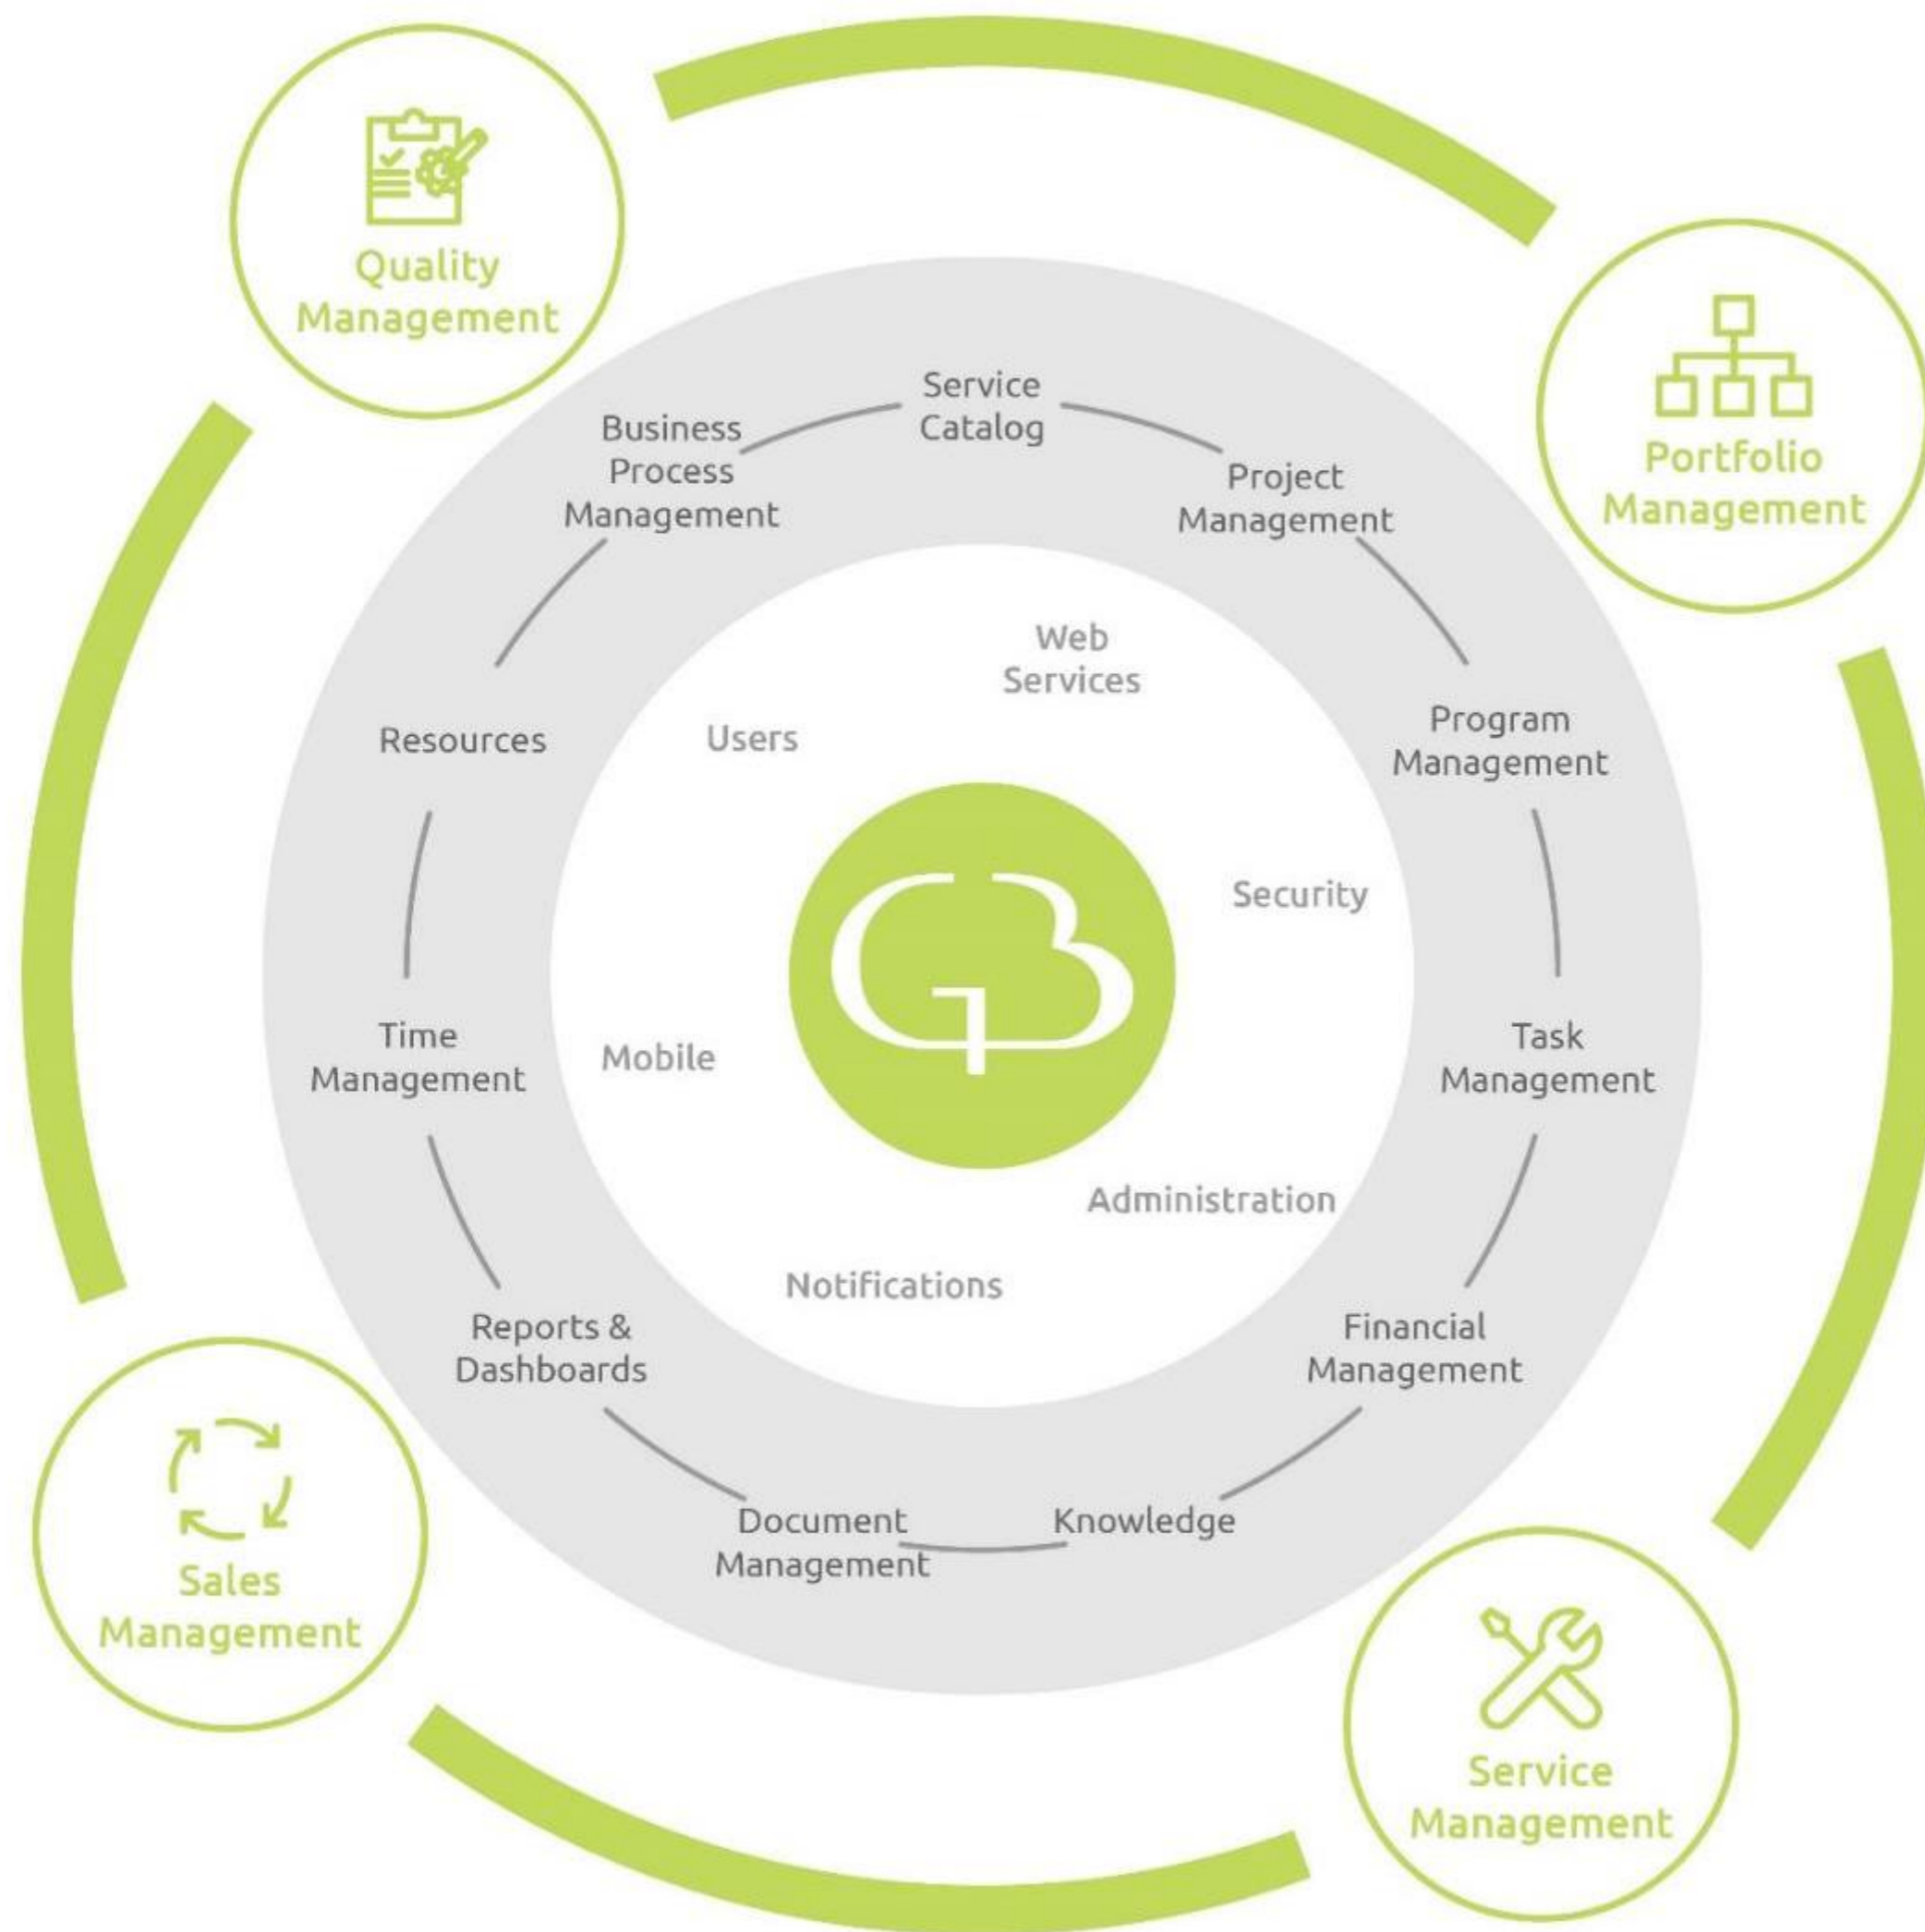 Quality
Management
Portfolio
Management
Service
Catalog
Business
Process
Management
Project
Management
Web
Services
Users
Resources
Program
Management
Security
GB
Time
Management
Mobile
Task
Management
Administration
Notifications
Reports &
Dashboards
Financial
Management
Document
Management
Knowledge
Sales
Management
Service
Management